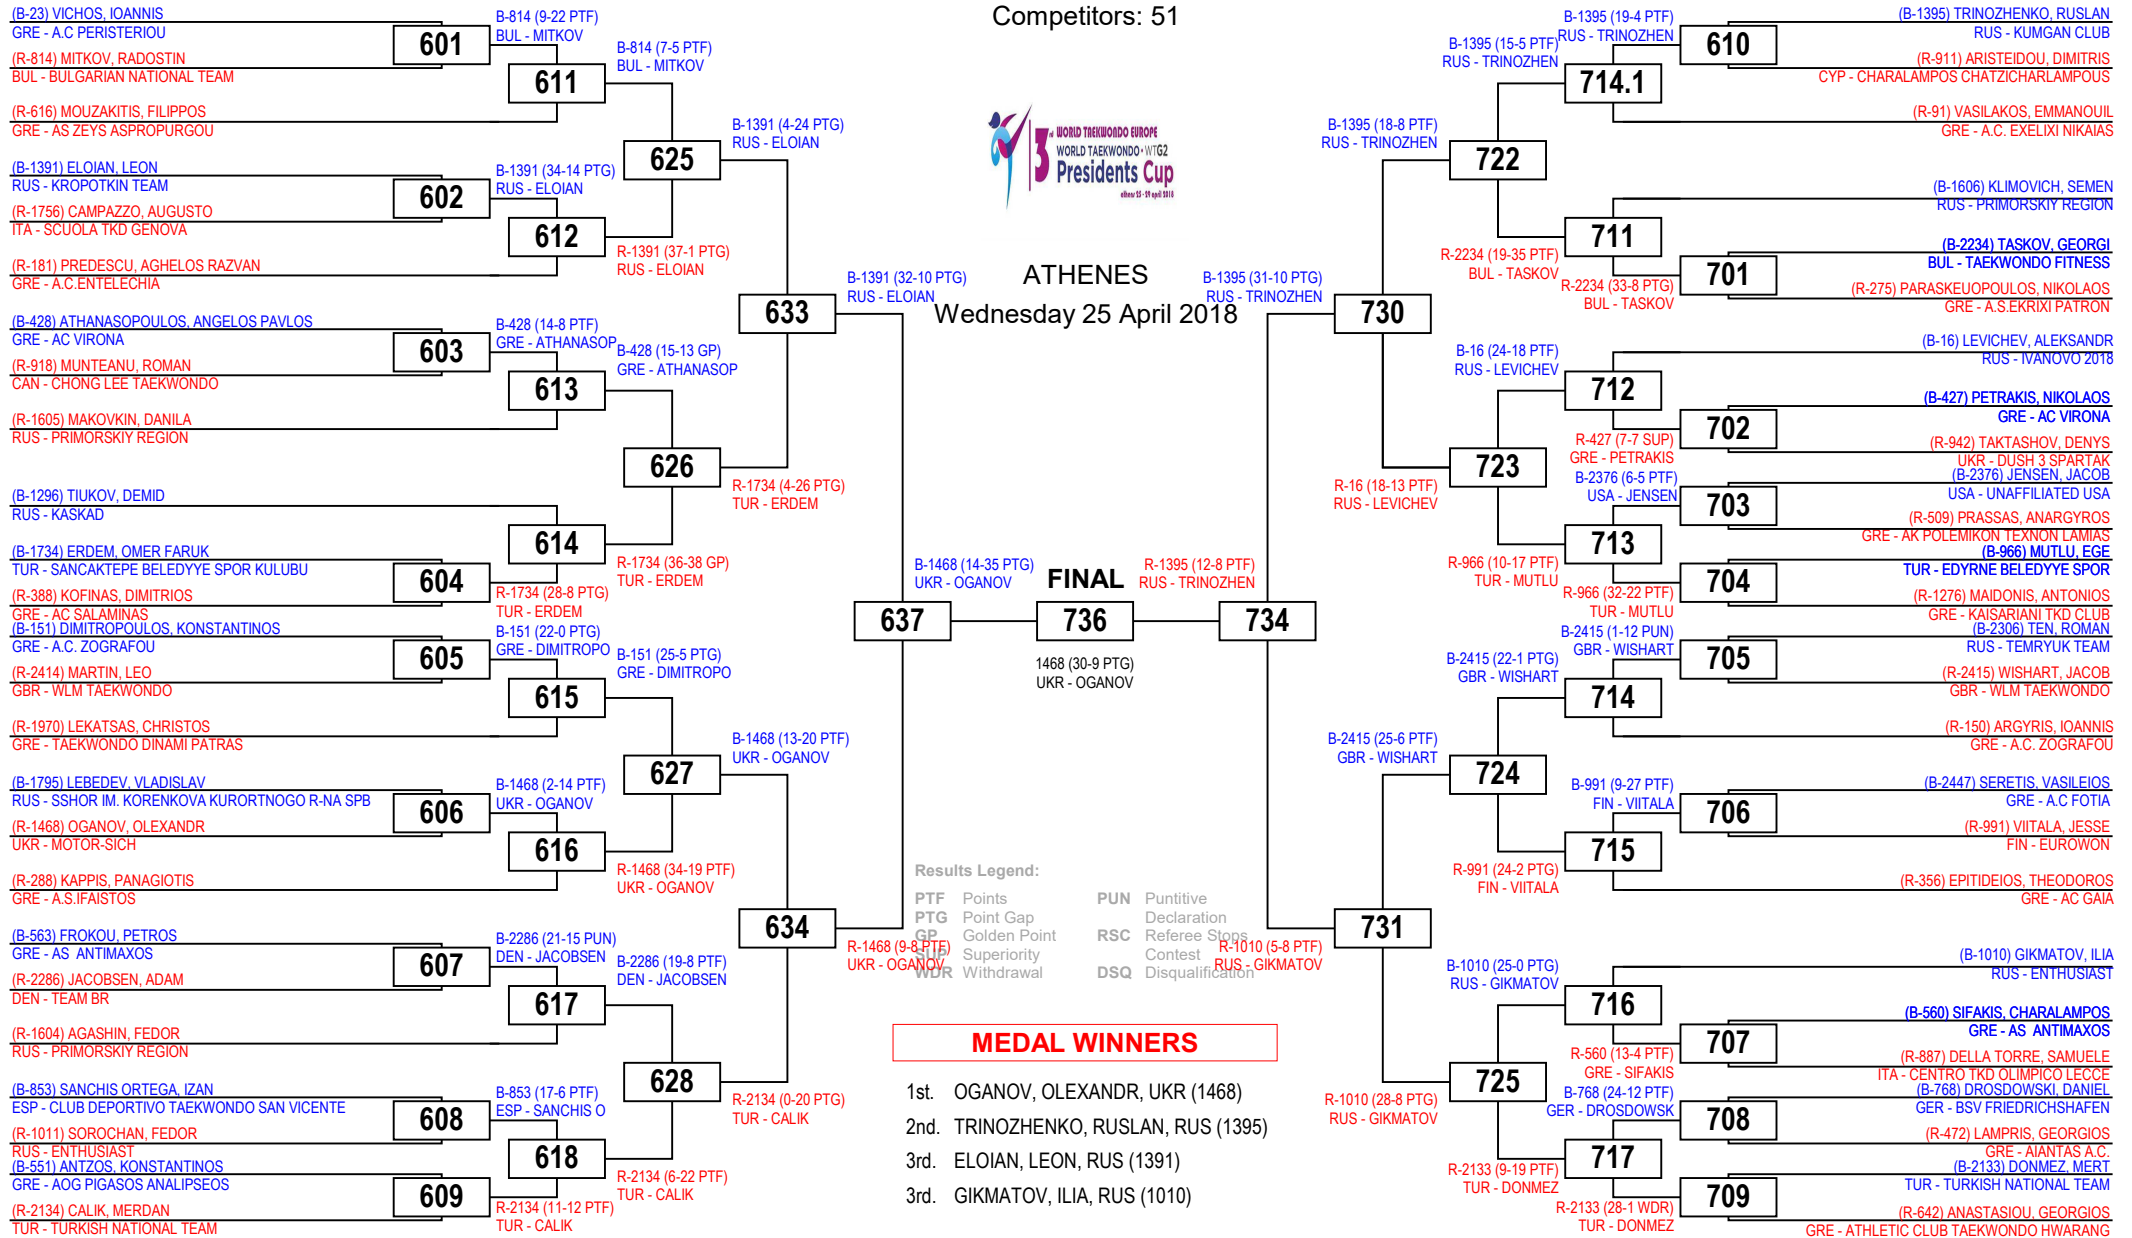 Competitors: 51
3rd WORLD TAEKWONDO EUROPE
WORLD TAEKWONDO • WTG2
Presidents Cup
athens 25 - 29 april 2018
ATHENES
Wednesday 25 April 2018
(B-23) VICHOS, IOANNIS
GRE - A.C PERISTERIOU
601
(R-814) MITKOV, RADOSTIN
BUL - BULGARIAN NATIONAL TEAM
B-814 (9-22 PTF)
BUL - MITKOV
611
(R-616) MOUZAKITIS, FILIPPOS
GRE - AS ZEYS ASPROPURGOU
B-814 (7-5 PTF)
BUL - MITKOV
625
(B-1391) ELOIAN, LEON
RUS - KROPOTKIN TEAM
602
(R-1756) CAMPAZZO, AUGUSTO
ITA - SCUOLA TKD GENOVA
B-1391 (34-14 PTG)
RUS - ELOIAN
612
(R-181) PREDESCU, AGHELOS RAZVAN
GRE - A.C.ENTELECHIA
R-1391 (37-1 PTG)
RUS - ELOIAN
B-1391 (4-24 PTG)
RUS - ELOIAN
633
(B-428) ATHANASOPOULOS, ANGELOS PAVLOS
GRE - AC VIRONA
603
(R-918) MUNTEANU, ROMAN
CAN - CHONG LEE TAEKWONDO
B-428 (14-8 PTF)
GRE - ATHANASOP
613
(R-1605) MAKOVKIN, DANILA
RUS - PRIMORSKIY REGION
B-428 (15-13 GP)
GRE - ATHANASOP
626
(B-1296) TIUKOV, DEMID
RUS - KASKAD
614
(B-1734) ERDEM, OMER FARUK
TUR - SANCAKTEPE BELEDYYE SPOR KULUBU
604
(R-388) KOFINAS, DIMITRIOS
GRE - AC SALAMINAS
R-1734 (28-8 PTG)
TUR - ERDEM
R-1734 (36-38 GP)
TUR - ERDEM
R-1734 (4-26 PTG)
TUR - ERDEM
B-1391 (32-10 PTG)
RUS - ELOIAN
637
(B-151) DIMITROPOULOS, KONSTANTINOS
GRE - A.C. ZOGRAFOU
605
(R-2414) MARTIN, LEO
GBR - WLM TAEKWONDO
B-151 (22-0 PTG)
GRE - DIMITROPO
615
(R-1970) LEKATSAS, CHRISTOS
GRE - TAEKWONDO DINAMI PATRAS
B-151 (25-5 PTG)
GRE - DIMITROPO
627
(B-1795) LEBEDEV, VLADISLAV
RUS - SSHOR IM. KORENKOVA KURORTNOGO R-NA SPB
606
(R-1468) OGANOV, OLEXANDR
UKR - MOTOR-SICH
B-1468 (2-14 PTF)
UKR - OGANOV
616
(R-288) KAPPIS, PANAGIOTIS
GRE - A.S.IFAISTOS
R-1468 (34-19 PTF)
UKR - OGANOV
B-1468 (13-20 PTF)
UKR - OGANOV
634
(B-563) FROKOU, PETROS
GRE - AS ANTIMAXOS
607
(R-2286) JACOBSEN, ADAM
DEN - TEAM BR
B-2286 (21-15 PUN)
DEN - JACOBSEN
617
(R-1604) AGASHIN, FEDOR
RUS - PRIMORSKIY REGION
B-2286 (19-8 PTF)
DEN - JACOBSEN
628
(B-853) SANCHIS ORTEGA, IZAN
ESP - CLUB DEPORTIVO TAEKWONDO SAN VICENTE
608
(R-1011) SOROCHAN, FEDOR
RUS - ENTHUSIAST
B-853 (17-6 PTF)
ESP - SANCHIS O
618
(B-551) ANTZOS, KONSTANTINOS
GRE - AOG PIGASOS ANALIPSEOS
609
(R-2134) CALIK, MERDAN
TUR - TURKISH NATIONAL TEAM
R-2134 (11-12 PTF)
TUR - CALIK
R-2134 (6-22 PTF)
TUR - CALIK
R-2134 (0-20 PTG)
TUR - CALIK
R-1468 (9-8 PTF)
UKR - OGANOV
B-1468 (14-35 PTG)
UKR - OGANOV
FINAL
736
1468 (30-9 PTG)
UKR - OGANOV
R-1395 (12-8 PTF)
RUS - TRINOZHEN
734
B-1395 (31-10 PTG)
RUS - TRINOZHEN
730
B-1395 (18-8 PTF)
RUS - TRINOZHEN
722
B-1395 (15-5 PTF)
RUS - TRINOZHEN
714.1
B-1395 (19-4 PTF)
RUS - TRINOZHEN
610
(B-1395) TRINOZHENKO, RUSLAN
RUS - KUMGAN CLUB
(R-911) ARISTEIDOU, DIMITRIS
CYP - CHARALAMPOS CHATZICHARLAMPOUS
(R-91) VASILAKOS, EMMANOUIL
GRE - A.C. EXELIXI NIKAIAS
(B-1606) KLIMOVICH, SEMEN
RUS - PRIMORSKIY REGION
711
R-2234 (19-35 PTF)
BUL - TASKOV
(B-2234) TASKOV, GEORGI
BUL - TAEKWONDO FITNESS
701
R-2234 (33-8 PTG)
BUL - TASKOV
(R-275) PARASKEUOPOULOS, NIKOLAOS
GRE - A.S.EKRIXI PATRON
(B-16) LEVICHEV, ALEKSANDR
RUS - IVANOVO 2018
B-16 (24-18 PTF)
RUS - LEVICHEV
712
(B-427) PETRAKIS, NIKOLAOS
GRE - AC VIRONA
702
R-427 (7-7 SUP)
GRE - PETRAKIS
(R-942) TAKTASHOV, DENYS
UKR - DUSH 3 SPARTAK
723
R-16 (18-13 PTF)
RUS - LEVICHEV
B-2376 (6-5 PTF)
USA - JENSEN
(B-2376) JENSEN, JACOB
USA - UNAFFILIATED USA
703
(R-509) PRASSAS, ANARGYROS
GRE - AK POLEMIKON TEXNON LAMIAS
713
R-966 (10-17 PTF)
TUR - MUTLU
(B-966) MUTLU, EGE
TUR - EDYRNE BELEDYYE SPOR
704
R-966 (32-22 PTF)
TUR - MUTLU
(R-1276) MAIDONIS, ANTONIOS
GRE - KAISARIANI TKD CLUB
B-2415 (1-12 PUN)
GBR - WISHART
(B-2306) TEN, ROMAN
RUS - TEMRYUK TEAM
705
(R-2415) WISHART, JACOB
GBR - WLM TAEKWONDO
B-2415 (22-1 PTG)
GBR - WISHART
714
(R-150) ARGYRIS, IOANNIS
GRE - A.C. ZOGRAFOU
B-2415 (25-6 PTF)
GBR - WISHART
724
B-991 (9-27 PTF)
FIN - VIITALA
(B-2447) SERETIS, VASILEIOS
GRE - A.C FOTIA
706
(R-991) VIITALA, JESSE
FIN - EUROWON
715
R-991 (24-2 PTG)
FIN - VIITALA
(R-356) EPITIDEIOS, THEODOROS
GRE - AC GAIA
731
R-1010 (5-8 PTF)
RUS - GIKMATOV
(B-1010) GIKMATOV, ILIA
RUS - ENTHUSIAST
B-1010 (25-0 PTG)
RUS - GIKMATOV
716
(B-560) SIFAKIS, CHARALAMPOS
GRE - AS ANTIMAXOS
707
R-560 (13-4 PTF)
GRE - SIFAKIS
(R-887) DELLA TORRE, SAMUELE
ITA - CENTRO TKD OLIMPICO LECCE
725
R-1010 (28-8 PTG)
RUS - GIKMATOV
B-768 (24-12 PTF)
GER - DROSDOWSK
(B-768) DROSDOWSKI, DANIEL
GER - BSV FRIEDRICHSHAFEN
708
(R-472) LAMPRIS, GEORGIOS
GRE - AIANTAS A.C.
717
R-2133 (9-19 PTF)
TUR - DONMEZ
(B-2133) DONMEZ, MERT
TUR - TURKISH NATIONAL TEAM
709
R-2133 (28-1 WDR)
TUR - DONMEZ
(R-642) ANASTASIOU, GEORGIOS
GRE - ATHLETIC CLUB TAEKWONDO HWARANG
Results Legend:
PTF Points
PTG Point Gap
GP Golden Point
SUP Superiority
WDR Withdrawal
PUN Puntitive Declaration
RSC Referee Stops Contest
DSQ Disqualification
MEDAL WINNERS
1st. OGANOV, OLEXANDR, UKR (1468)
2nd. TRINOZHENKO, RUSLAN, RUS (1395)
3rd. ELOIAN, LEON, RUS (1391)
3rd. GIKMATOV, ILIA, RUS (1010)